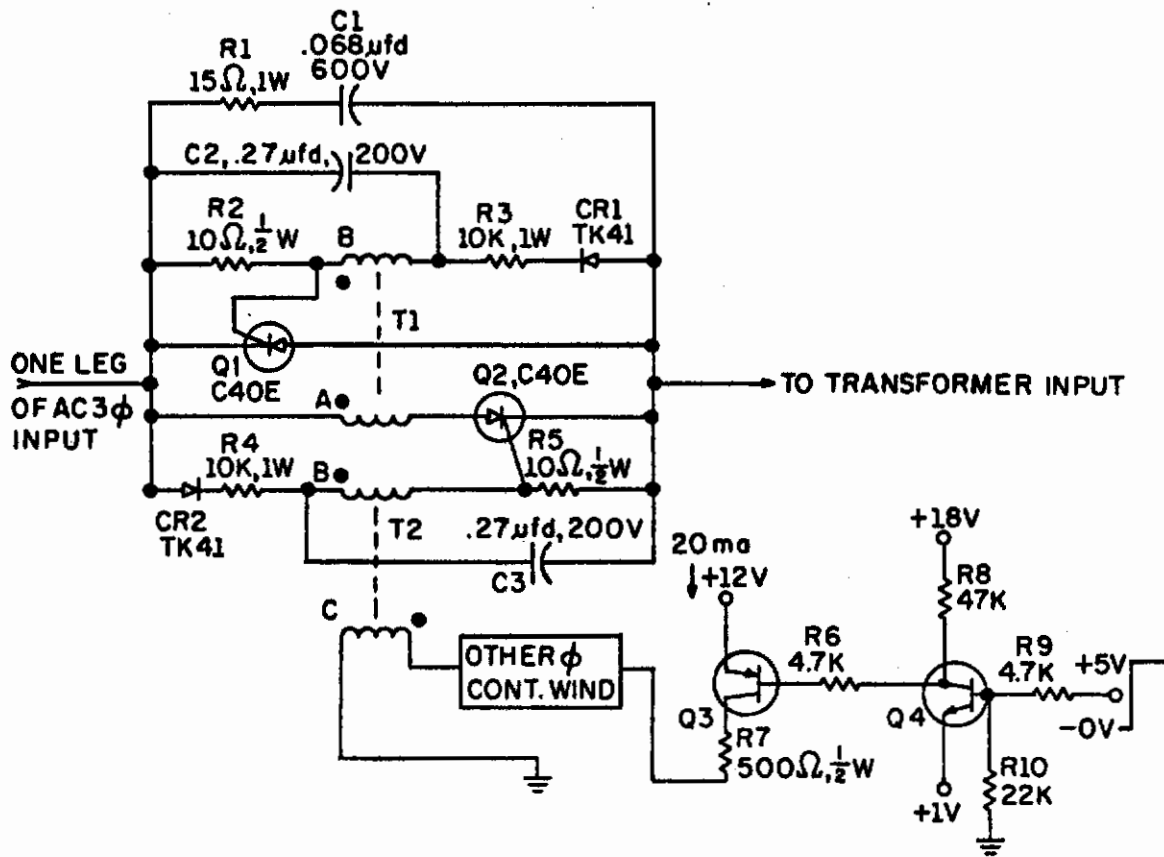 C1
.068µfd
600V
R1
15Ω,1W
C2,.27µfd,
200V
R2
10Ω,½W
B
R3
10K,1W
CR1
TK41
T1
Q1
C40E
Q2,C40E
ONE LEG
OF AC3ϕ
INPUT
TO TRANSFORMER INPUT
A
R4
10K,1W
B
R5
10Ω,½W
CR2
TK41
T2
.27µfd,200V
C3
C
OTHER ϕ
CONT. WIND
20 ma
+12V
Q3
R7
500Ω,½W
R6
4.7K
+18V
R8
47K
Q4
+1V
R9
4.7K
+5V
-0V
R10
22K